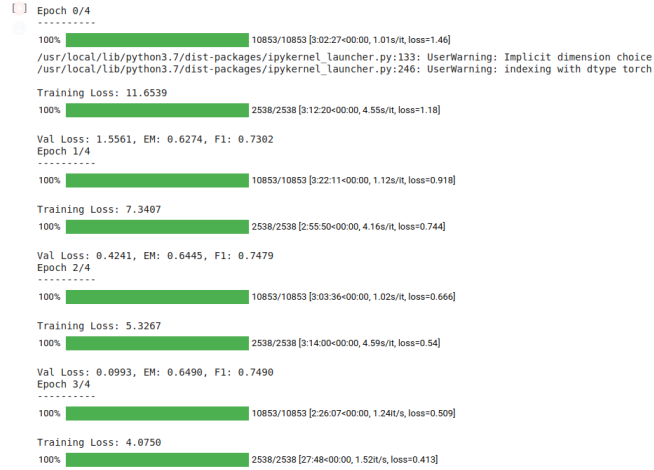 [ ] Epoch 0/4
----------
100% 10853/10853 [3:02:27<00:00, 1.01s/it, loss=1.46]
/usr/local/lib/python3.7/dist-packages/ipykernel_launcher.py:133: UserWarning: Implicit dimension choice
/usr/local/lib/python3.7/dist-packages/ipykernel_launcher.py:246: UserWarning: indexing with dtype torch
Training Loss: 11.6539
100% 2538/2538 [3:12:20<00:00, 4.55s/it, loss=1.18]
Val Loss: 1.5561, EM: 0.6274, F1: 0.7302
Epoch 1/4
----------
100% 10853/10853 [3:22:11<00:00, 1.12s/it, loss=0.918]
Training Loss: 7.3407
100% 2538/2538 [2:55:50<00:00, 4.16s/it, loss=0.744]
Val Loss: 0.4241, EM: 0.6445, F1: 0.7479
Epoch 2/4
----------
100% 10853/10853 [3:03:36<00:00, 1.02s/it, loss=0.666]
Training Loss: 5.3267
100% 2538/2538 [3:14:00<00:00, 4.59s/it, loss=0.54]
Val Loss: 0.0993, EM: 0.6490, F1: 0.7490
Epoch 3/4
----------
100% 10853/10853 [2:26:07<00:00, 1.24it/s, loss=0.509]
Training Loss: 4.0750
100% 2538/2538 [27:48<00:00, 1.52it/s, loss=0.413]